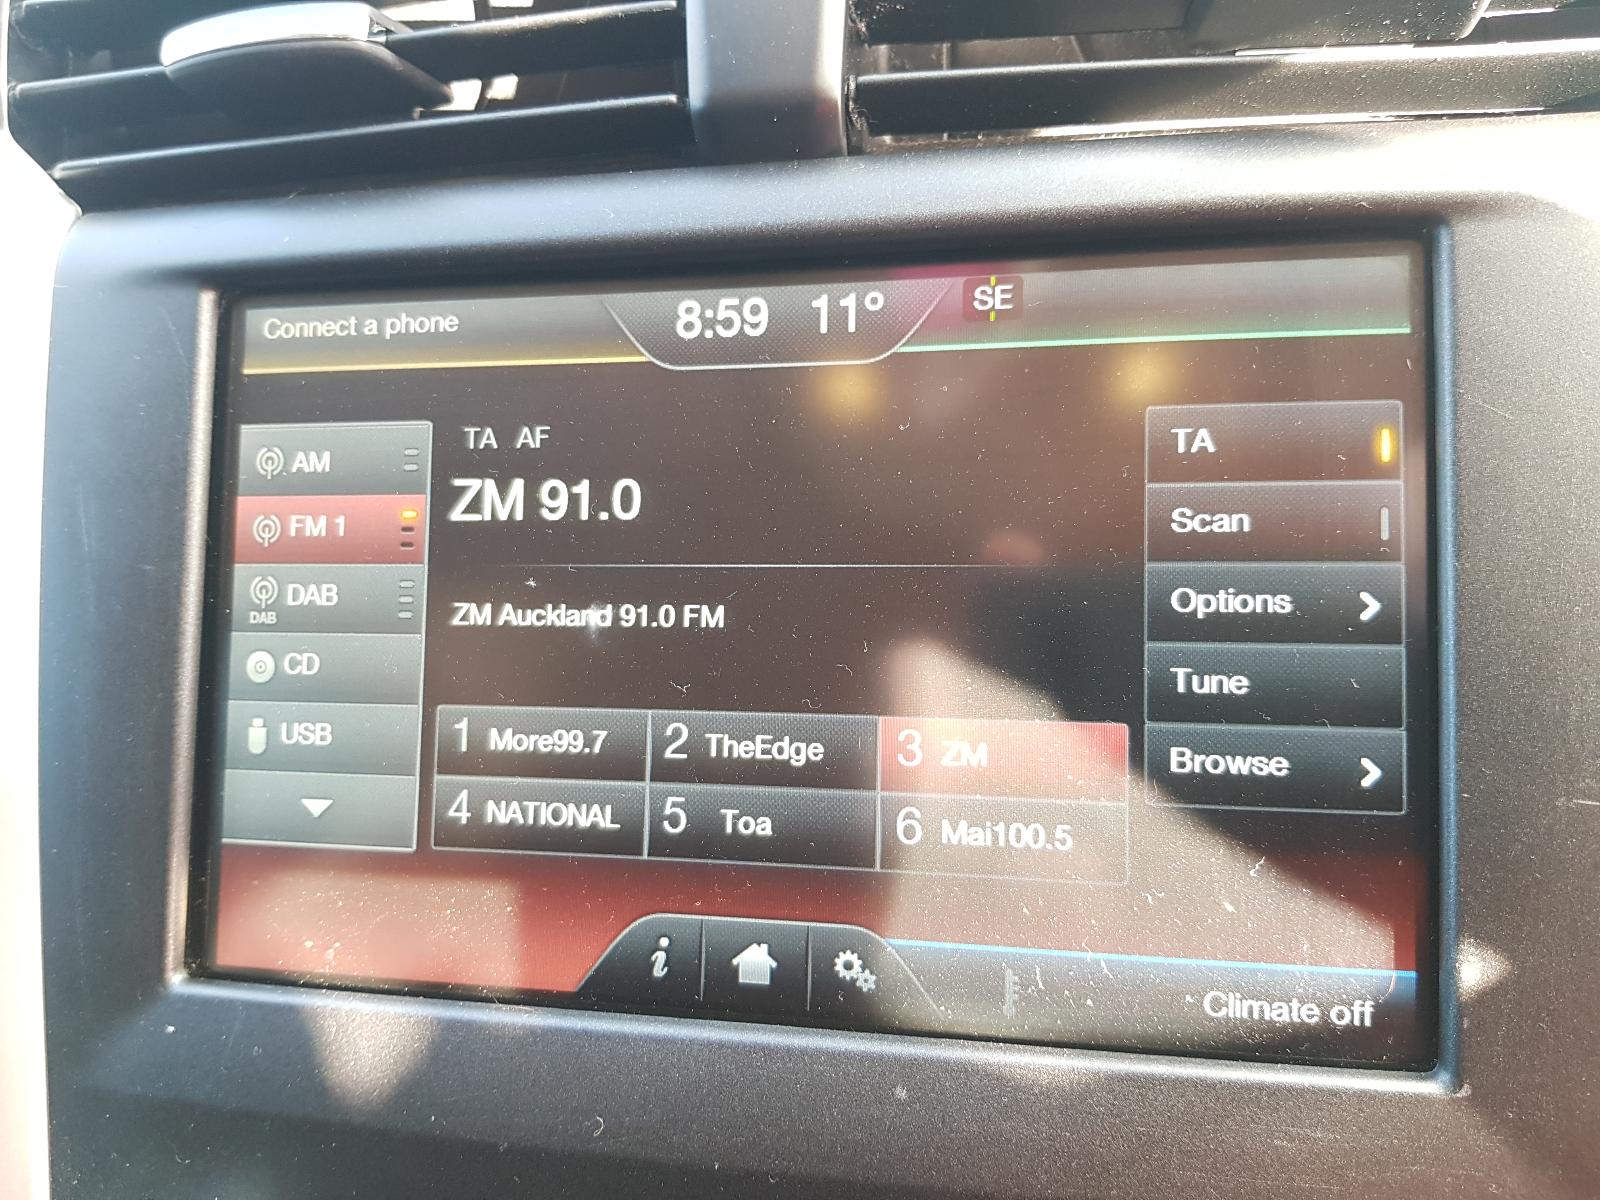 Connect a phone
8:59 11° SE
AM
FM 1
DAB
DAB
CD
USB
TA AF
ZM 91.0
ZM Auckland 91.0 FM
1 More99.7
2 TheEdge
3 ZM
4 NATIONAL
5 Toa
6 Mai100.5
TA
Scan
Options
Tune
Browse
i
Climate off